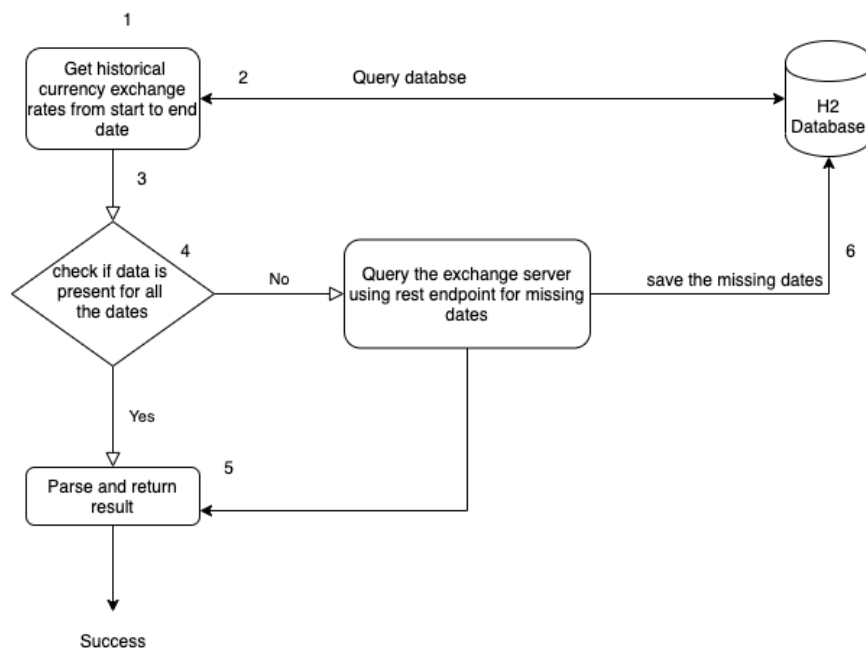 1
Get historical
currency exchange
rates from start to end
date
2
Query databse
H2
Database
3
4
check if data is
present for all
the dates
No
Query the exchange server
using rest endpoint for missing
dates
save the missing dates
6
Yes
5
Parse and return
result
Success